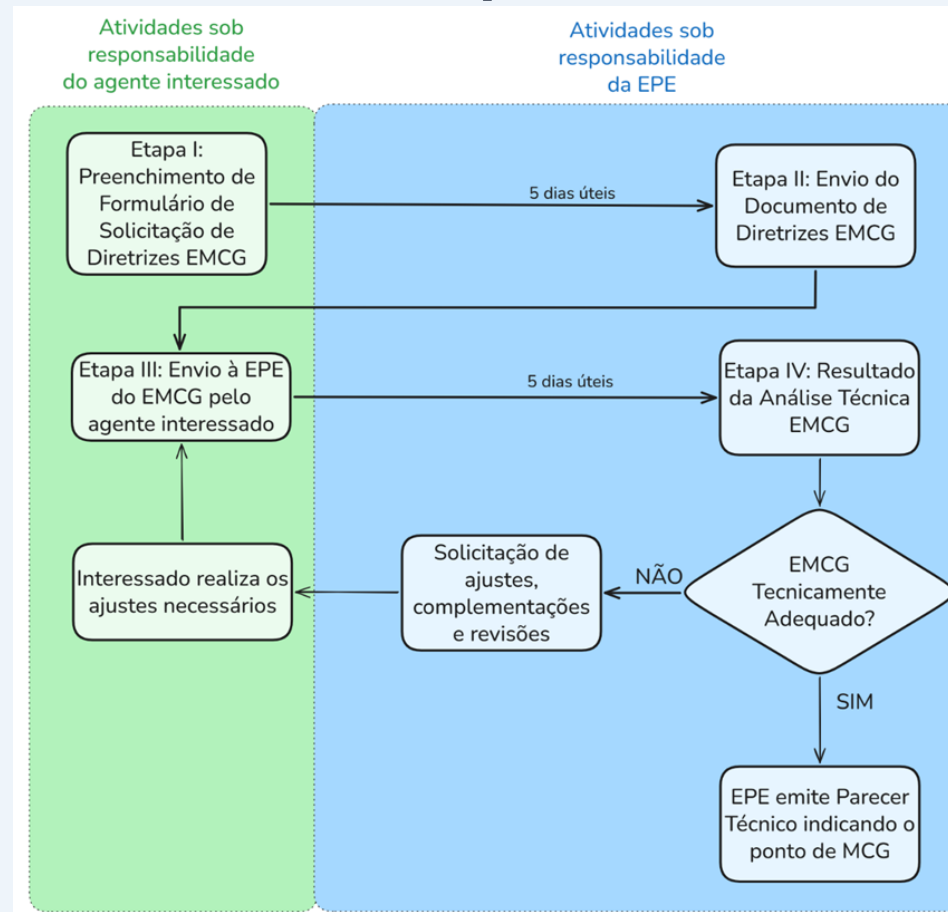 Atividades sob
responsabilidade
do agente interessado
Atividades sob
responsabilidade
da EPE
Etapa I:
Preenchimento de
Formulário de
Solicitação de
Diretrizes EMCG
5 dias úteis
Etapa II: Envio do
Documento de
Diretrizes EMCG
Etapa III: Envio à EPE
do EMCG pelo
agente interessado
5 dias úteis
Etapa IV: Resultado
da Análise Técnica
EMCG
Interessado realiza os
ajustes necessários
Solicitação de
ajustes,
complementações
e revisões
NÃO
EMCG
Tecnicamente
Adequado?
SIM
EPE emite Parecer
Técnico indicando o
ponto de MCG